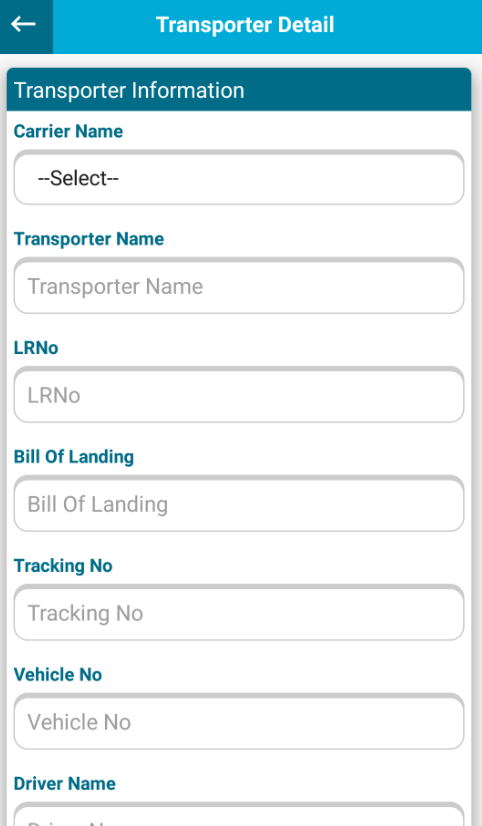 Transporter Detail
Transporter Information
Carrier Name
--Select--
Transporter Name
Transporter Name
LRNo
LRNo
Bill Of Landing
Bill Of Landing
Tracking No
Tracking No
Vehicle No
Vehicle No
Driver Name